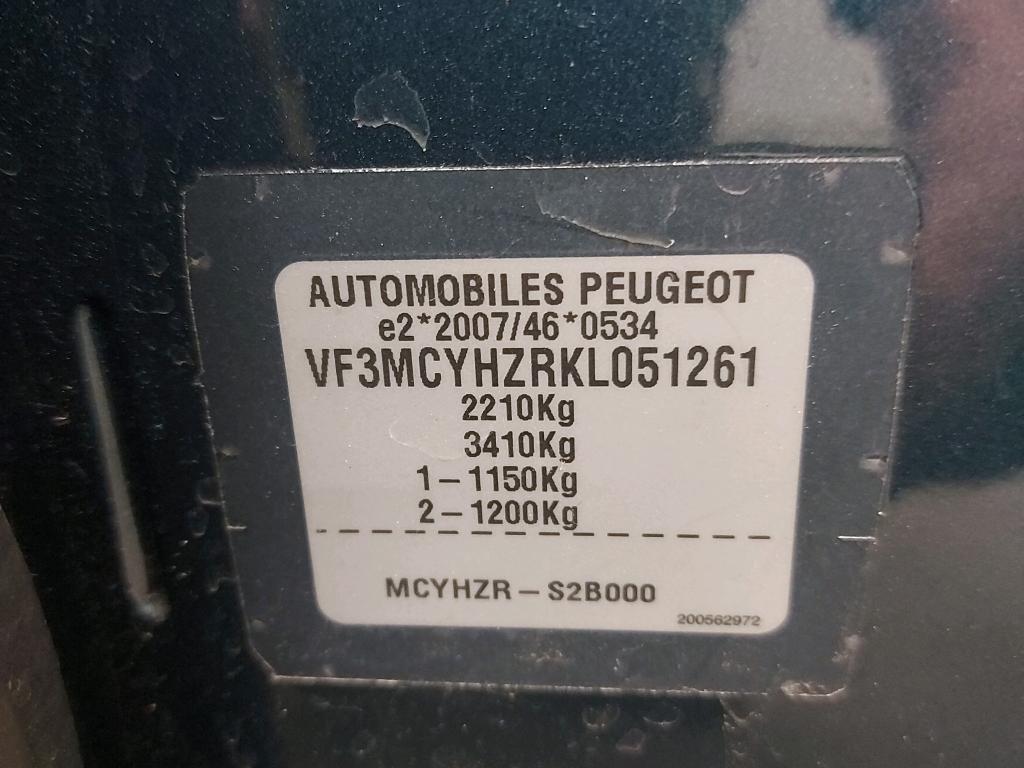 AUTOMOBILES PEUGEOT
e2*2007/46*0534
VF3MCYHZRKL051261
2210Kg
3410Kg
1-1150Kg
2-1200Kg
MCYHZR-S2B000
200562972